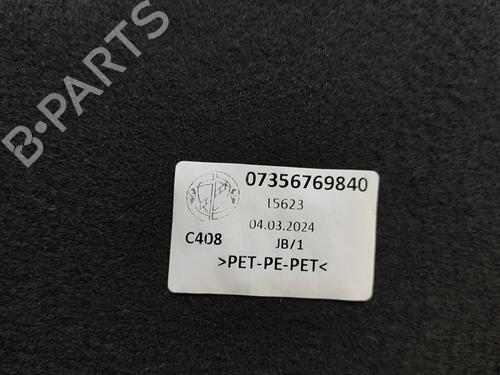 B-PARTS
07356769840
15623
04.03.2024
C408 JB/1
>PET-PE-PET<